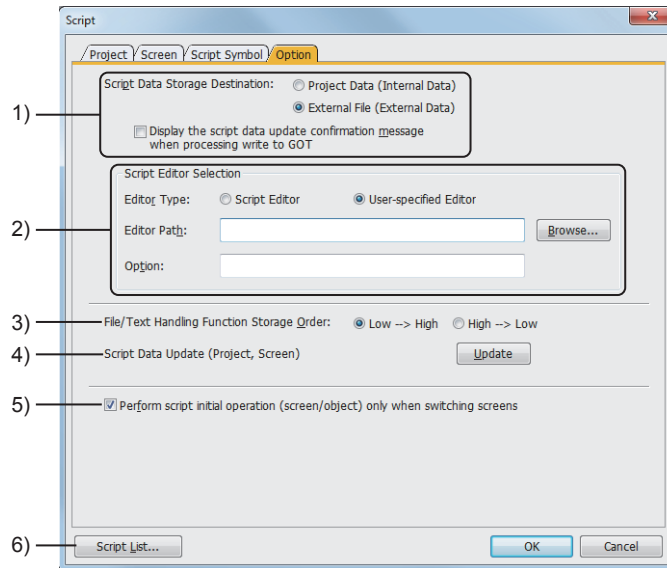 Script
Project Screen Script Symbol Option
1)
Script Data Storage Destination: Project Data (Internal Data)
External File (External Data)
Display the script data update confirmation message
when processing write to GOT
2)
Script Editor Selection
Editor Type: Script Editor User-specified Editor
Editor Path: Browse...
Option:
3) File/Text Handling Function Storage Order: Low --> High High --> Low
4) Script Data Update (Project, Screen) Update
5) Perform script initial operation (screen/object) only when switching screens
6) Script List... OK Cancel